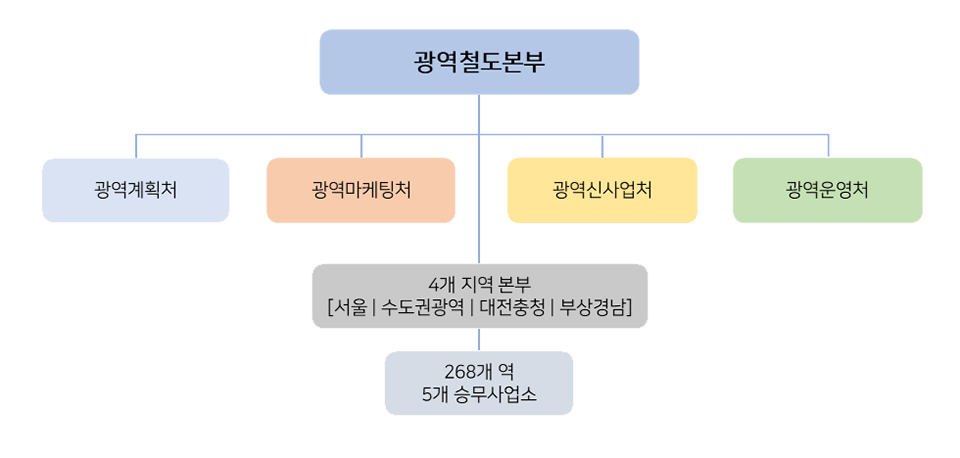 광역철도본부
광역계획처
광역마케팅처
광역신사업처
광역운영처
4개 지역 본부
[서울 | 수도권광역 | 대전충청 | 부상경남]
268개 역
5개 승무사업소